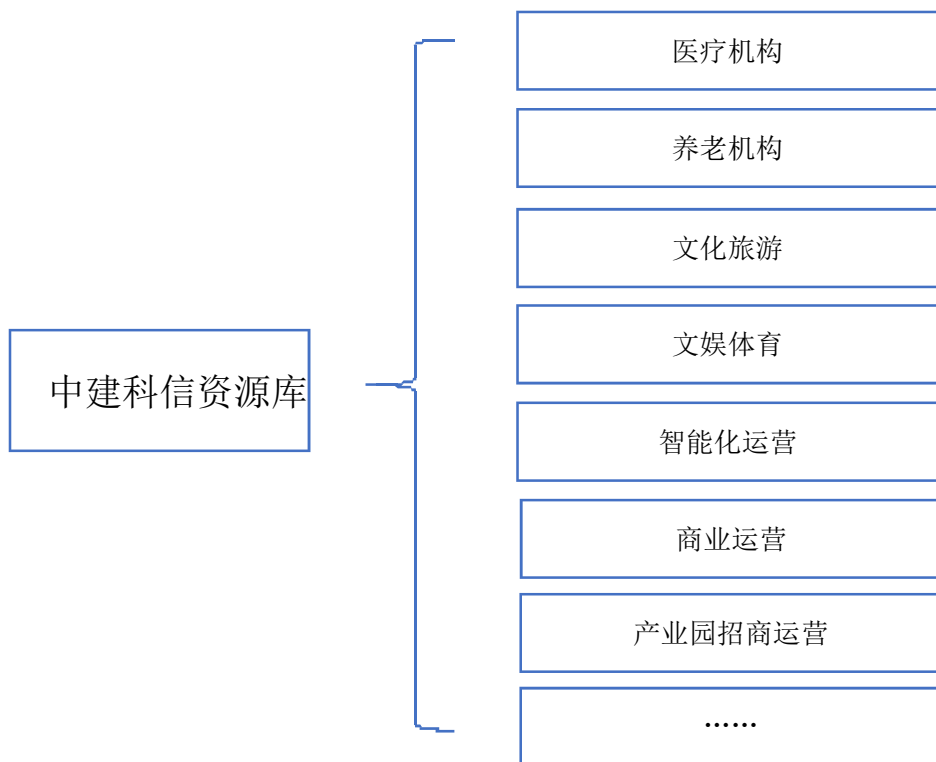 医疗机构
养老机构
文化旅游
文娱体育
中建科信资源库
智能化运营
商业运营
产业园招商运营
……